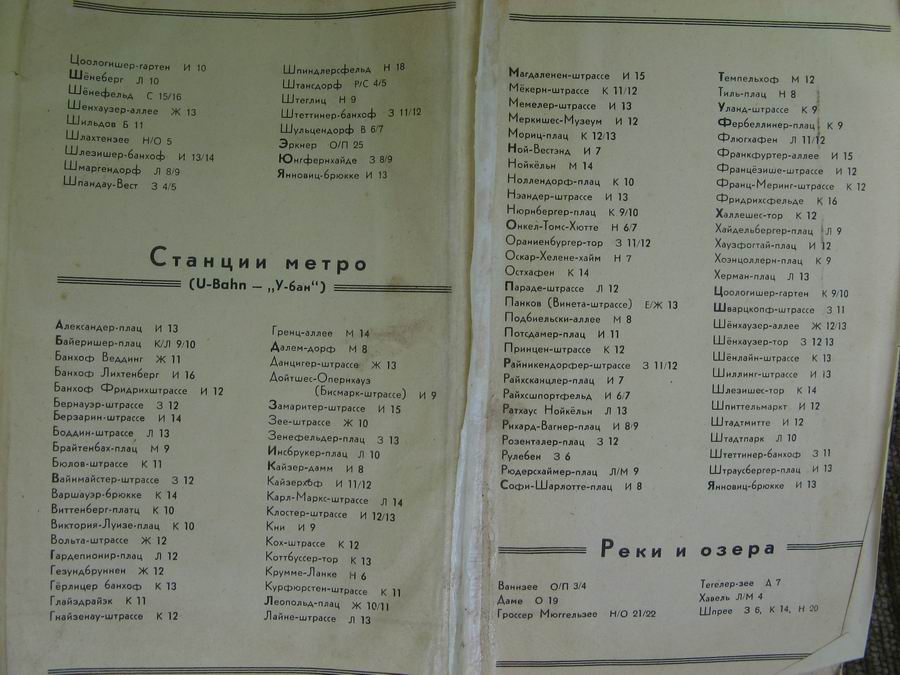 Цоологишер-гартен И 10
Шёнеберг Л 10
Шёнефельд С 15/16
Шенхаузер-аллее Ж 13
Шильдов Б 11
Шлахтензее Н/О 5
Шлезишер-банхоф И 13/14
Шмаргендорф Л 8/9
Шпандау-Вест З 4/5
Шпиндлерсфельд Н 18
Штансдорф Р/С 4/5
Штеглиц Н 9
Штеттинер-банхоф З 11/12
Шульцендорф В 6/7
Эркнер О/П 25
Юнгфернхайде З 8/9
Янновиц-брюкке И 13
Станции метро
(U-Bahn — „У-бан“)
Александер-плац И 13
Байеришер-плац К/Л 9/10
Банхоф Веддинг Ж 11
Банхоф Лихтенберг И 16
Банхоф Фридрихштрассе И 12
Бернауэр-штрассе З 12
Берзарин-штрассе И 14
Боддин-штрассе Л 13
Брайтенбах-плац М 9
Бюлов-штрассе К 11
Вайнмайстер-штрассе З 12
Варшауэр-брюкке К 14
Виттенберг-платц К 10
Виктория-Луизе-плац К 10
Вольта-штрассе Ж 12
Гардепионир-плац Л 12
Гезундбруннен Ж 12
Гёрлицер банхоф К 13
Глайздрайэк К 11
Гнайзенау-штрассе К 12
Гренц-аллее М 14
Далем-дорф М 8
Данцигер-штрассе Ж 13
Дойтшес-Опернхауз
(Бисмарк-штрассе) И 9
Замаритер-штрассе И 15
Зее-штрассе Ж 10
Зенефельдер-плац З 13
Инсбрукер-плац Л 10
Кайзер-дамм И 8
Кайзерхоф И 11/12
Карл-Маркс-штрассе Л 14
Клостер-штрассе И 12/13
Кни И 9
Кох-штрассе К 12
Коттбуссер-тор К 13
Крумме-Ланке Н 6
Курфюрстен-штрассе К 11
Леопольд-плац Ж 10/11
Лайне-штрассе Л 13
Магдаленен-штрассе И 15
Мёкерн-штрассе К 11/12
Мемелер-штрассе И 13
Меркишес-Музеум И 12
Мориц-плац К 12/13
Ной-Вестэнд И 7
Нойкёльн М 14
Ноллендорф-плац К 10
Нэандер-штрассе И 13
Нюрнбергер-плац К 9/10
Онкел-Томс-Хютте Н 6/7
Ораниенбургер-тор З 11/12
Оскар-Хелене-хайм Н 7
Остхафен К 14
Параде-штрассе Л 12
Панков (Винета-штрассе) Е/Ж 13
Подбиельски-аллее М 8
Потсдамер-плац И 11
Принцен-штрассе К 12
Райникендорфер-штрассе З 11/12
Райхсканцлер-плац И 7
Райхсшпортфельд И 6/7
Ратхаус Нойкёльн Л 13
Рихард-Вагнер-плац И 8/9
Розенталер-плац З 12
Рулебен З 6
Рюдерсхаймер-плац Л/М 9
Софи-Шарлотте-плац И 8
Темпельхоф М 12
Тиль-плац Н 8
Уланд-штрассе К 9
Фербеллинер-плац К 9
Флюгхафен Л 11/12
Франкфуртер-аллее И 15
Французише-штрассе И 12
Франц-Меринг-штрассе К 12
Фридрихсфельде К 16
Халлешес-тор К 12
Хайдельбергер-плац Л 9
Хаузфогтай-плац И 12
Хоэнцоллерн-плац К 9
Херман-плац Л 13
Цоологишер-гартен К 9/10
Шварцкопф-штрассе З 11
Шёнхаузер-аллее Ж 12/13
Шёнхаузер-тор З 12 13
Шёнлайн-штрассе К 13
Шиллинг-штрассе И 13
Шлезишес-тор К 14
Шпиттельмаркт И 12
Штадтмитте И 12
Штадтпарк Л 10
Штеттинер-банхоф З 11
Штраусбергер-плац И 13
Янновиц-брюкке И 13
Реки и озера
Ваннзее О/П 3/4
Даме О 19
Гроссер Мюггельзее Н/О 21/22
Тегелер-зее Д 7
Хавель Л/М 4
Шпрее З 6, К 14, Н 20